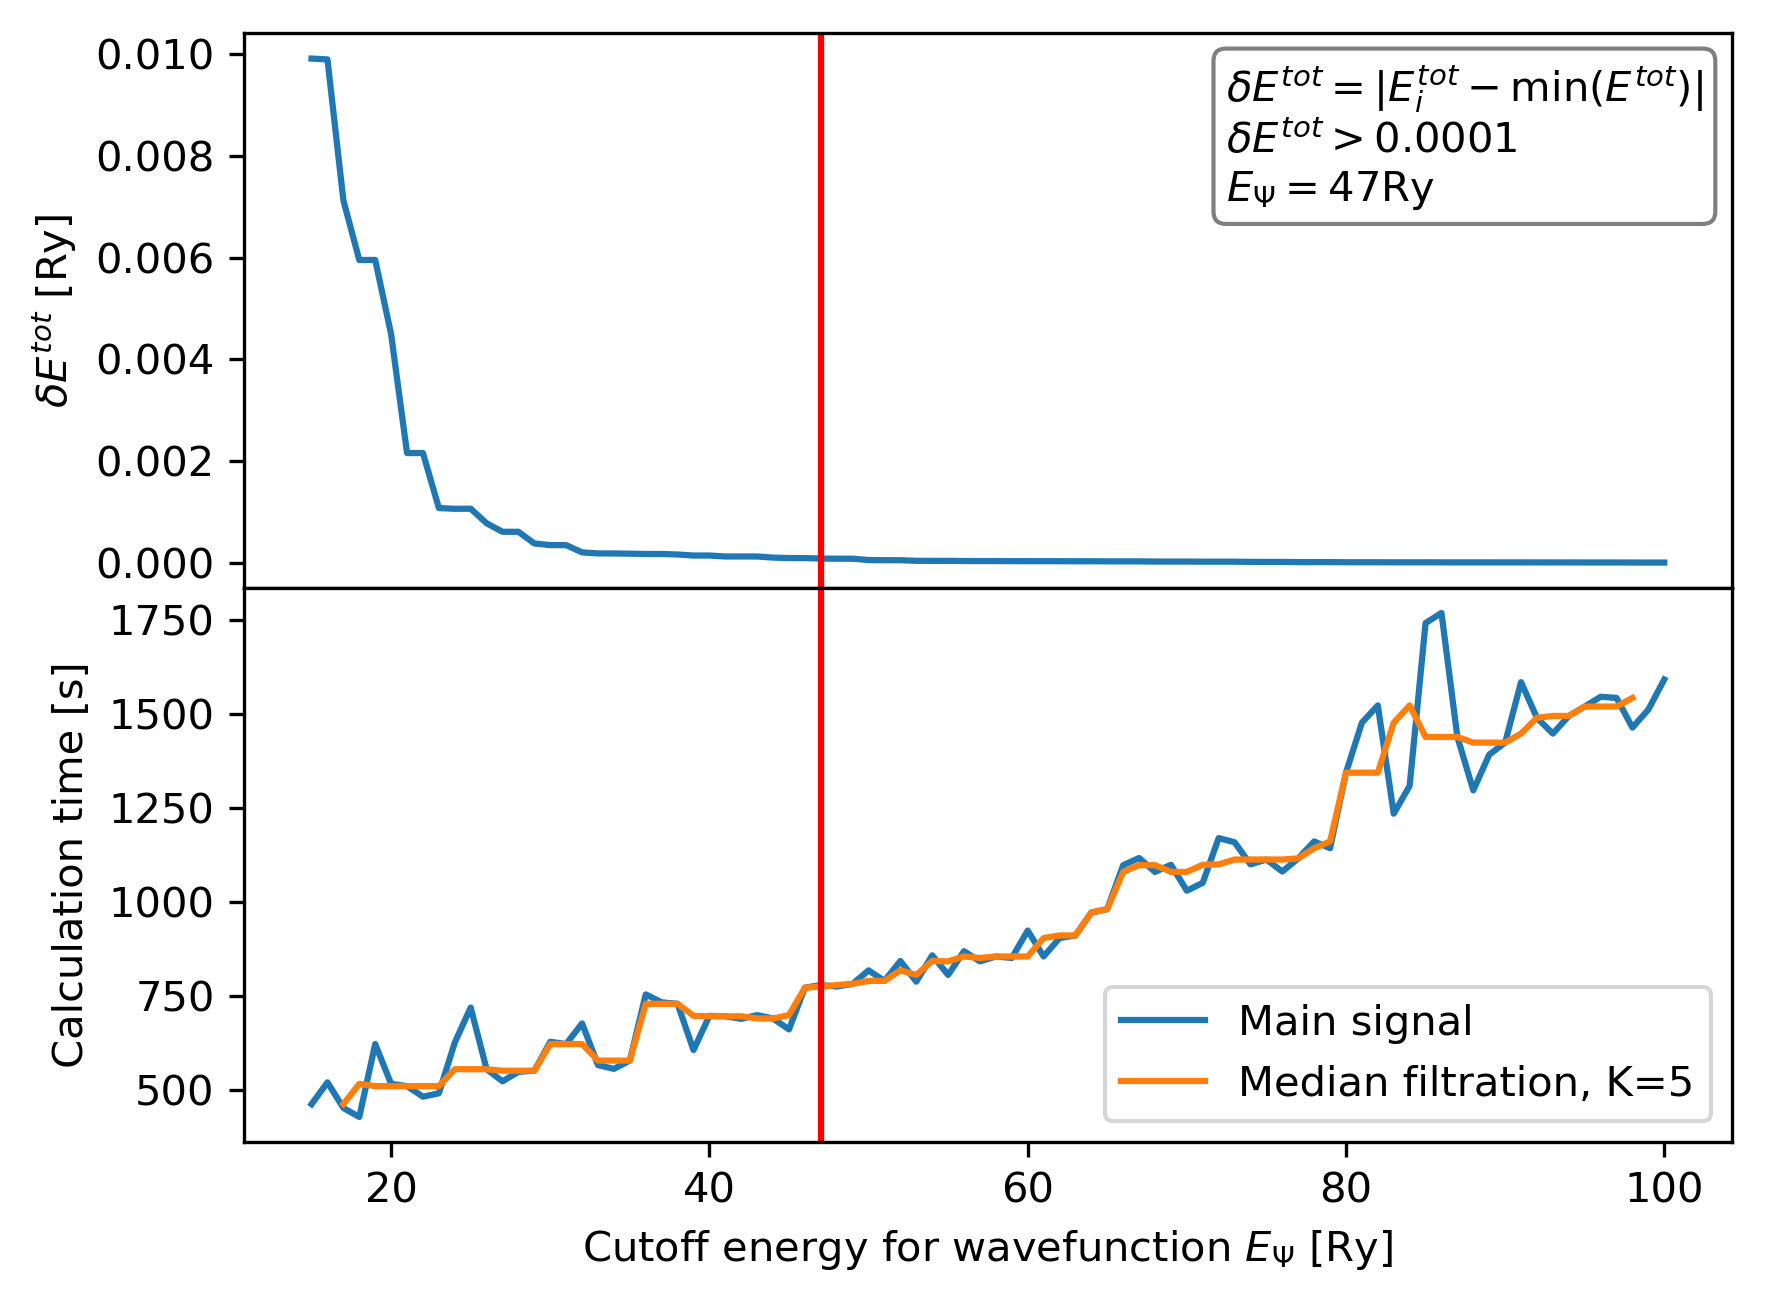 0.010
0.008
0.006
0.004
0.002
0.000
δE^{tot} [Ry]
δE^{tot} = |E_i^{tot} − min(E^{tot})|
δE^{tot} > 0.0001
E_Ψ = 47Ry
1750
1500
1250
1000
750
500
Calculation time [s]
Main signal
Median filtration, K=5
20 40 60 80 100
Cutoff energy for wavefunction E_Ψ [Ry]